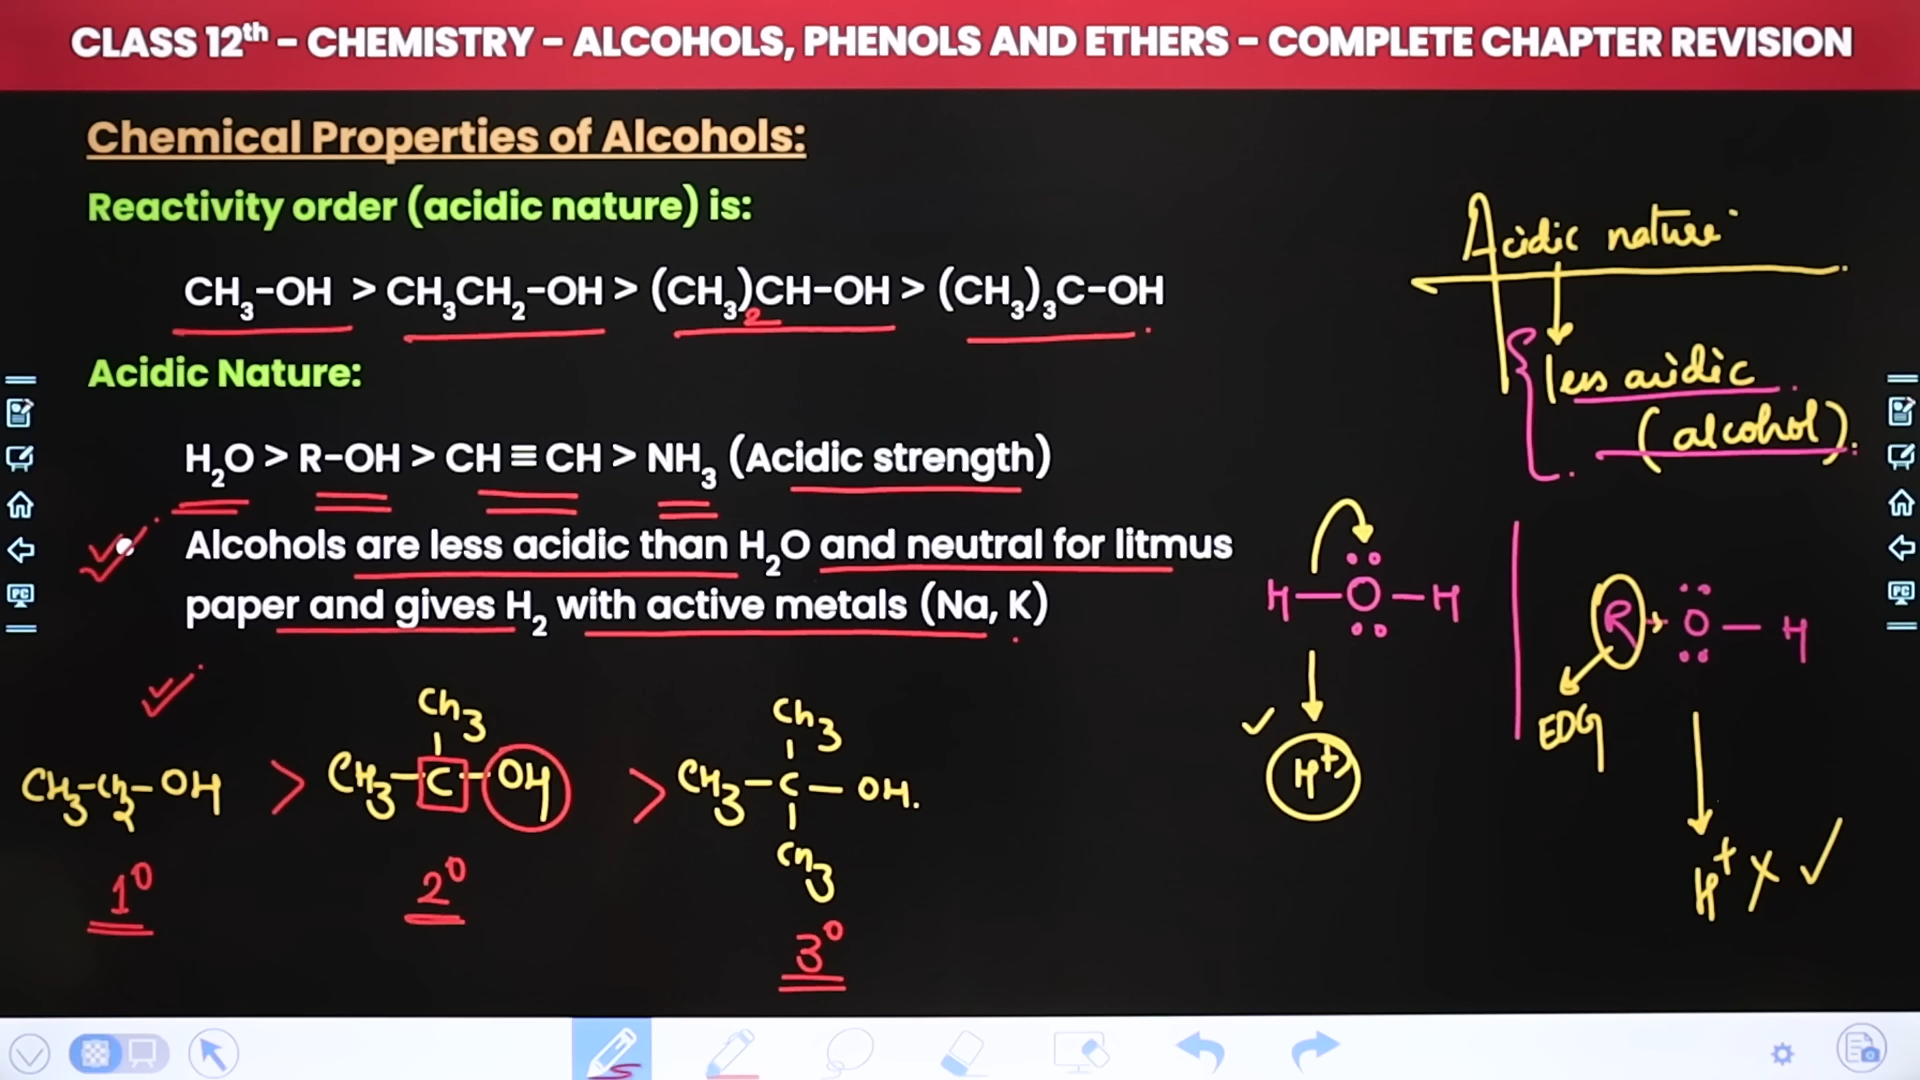 CLASS 12th – CHEMISTRY – ALCOHOLS, PHENOLS AND ETHERS – COMPLETE CHAPTER REVISION
Chemical Properties of Alcohols:
Reactivity order (acidic nature) is:
CH₃–OH > CH₃CH₂–OH > (CH₃)₂CH–OH > (CH₃)₃C–OH
Acidic Nature:
H₂O > R–OH > CH≡CH > NH₃ (Acidic strength)
• Alcohols are less acidic than H₂O and neutral for litmus
paper and gives H₂ with active metals (Na, K)
CH₃–CH₂–OH > CH₃–C–OH > CH₃–C–OH.
CH₃
CH₃
CH₃
1° 2° 3°
Acidic nature
less acidic
(alcohol).
H–O–H
H⁺
R–O–H
EDG
H⁺ ×
PC
PC